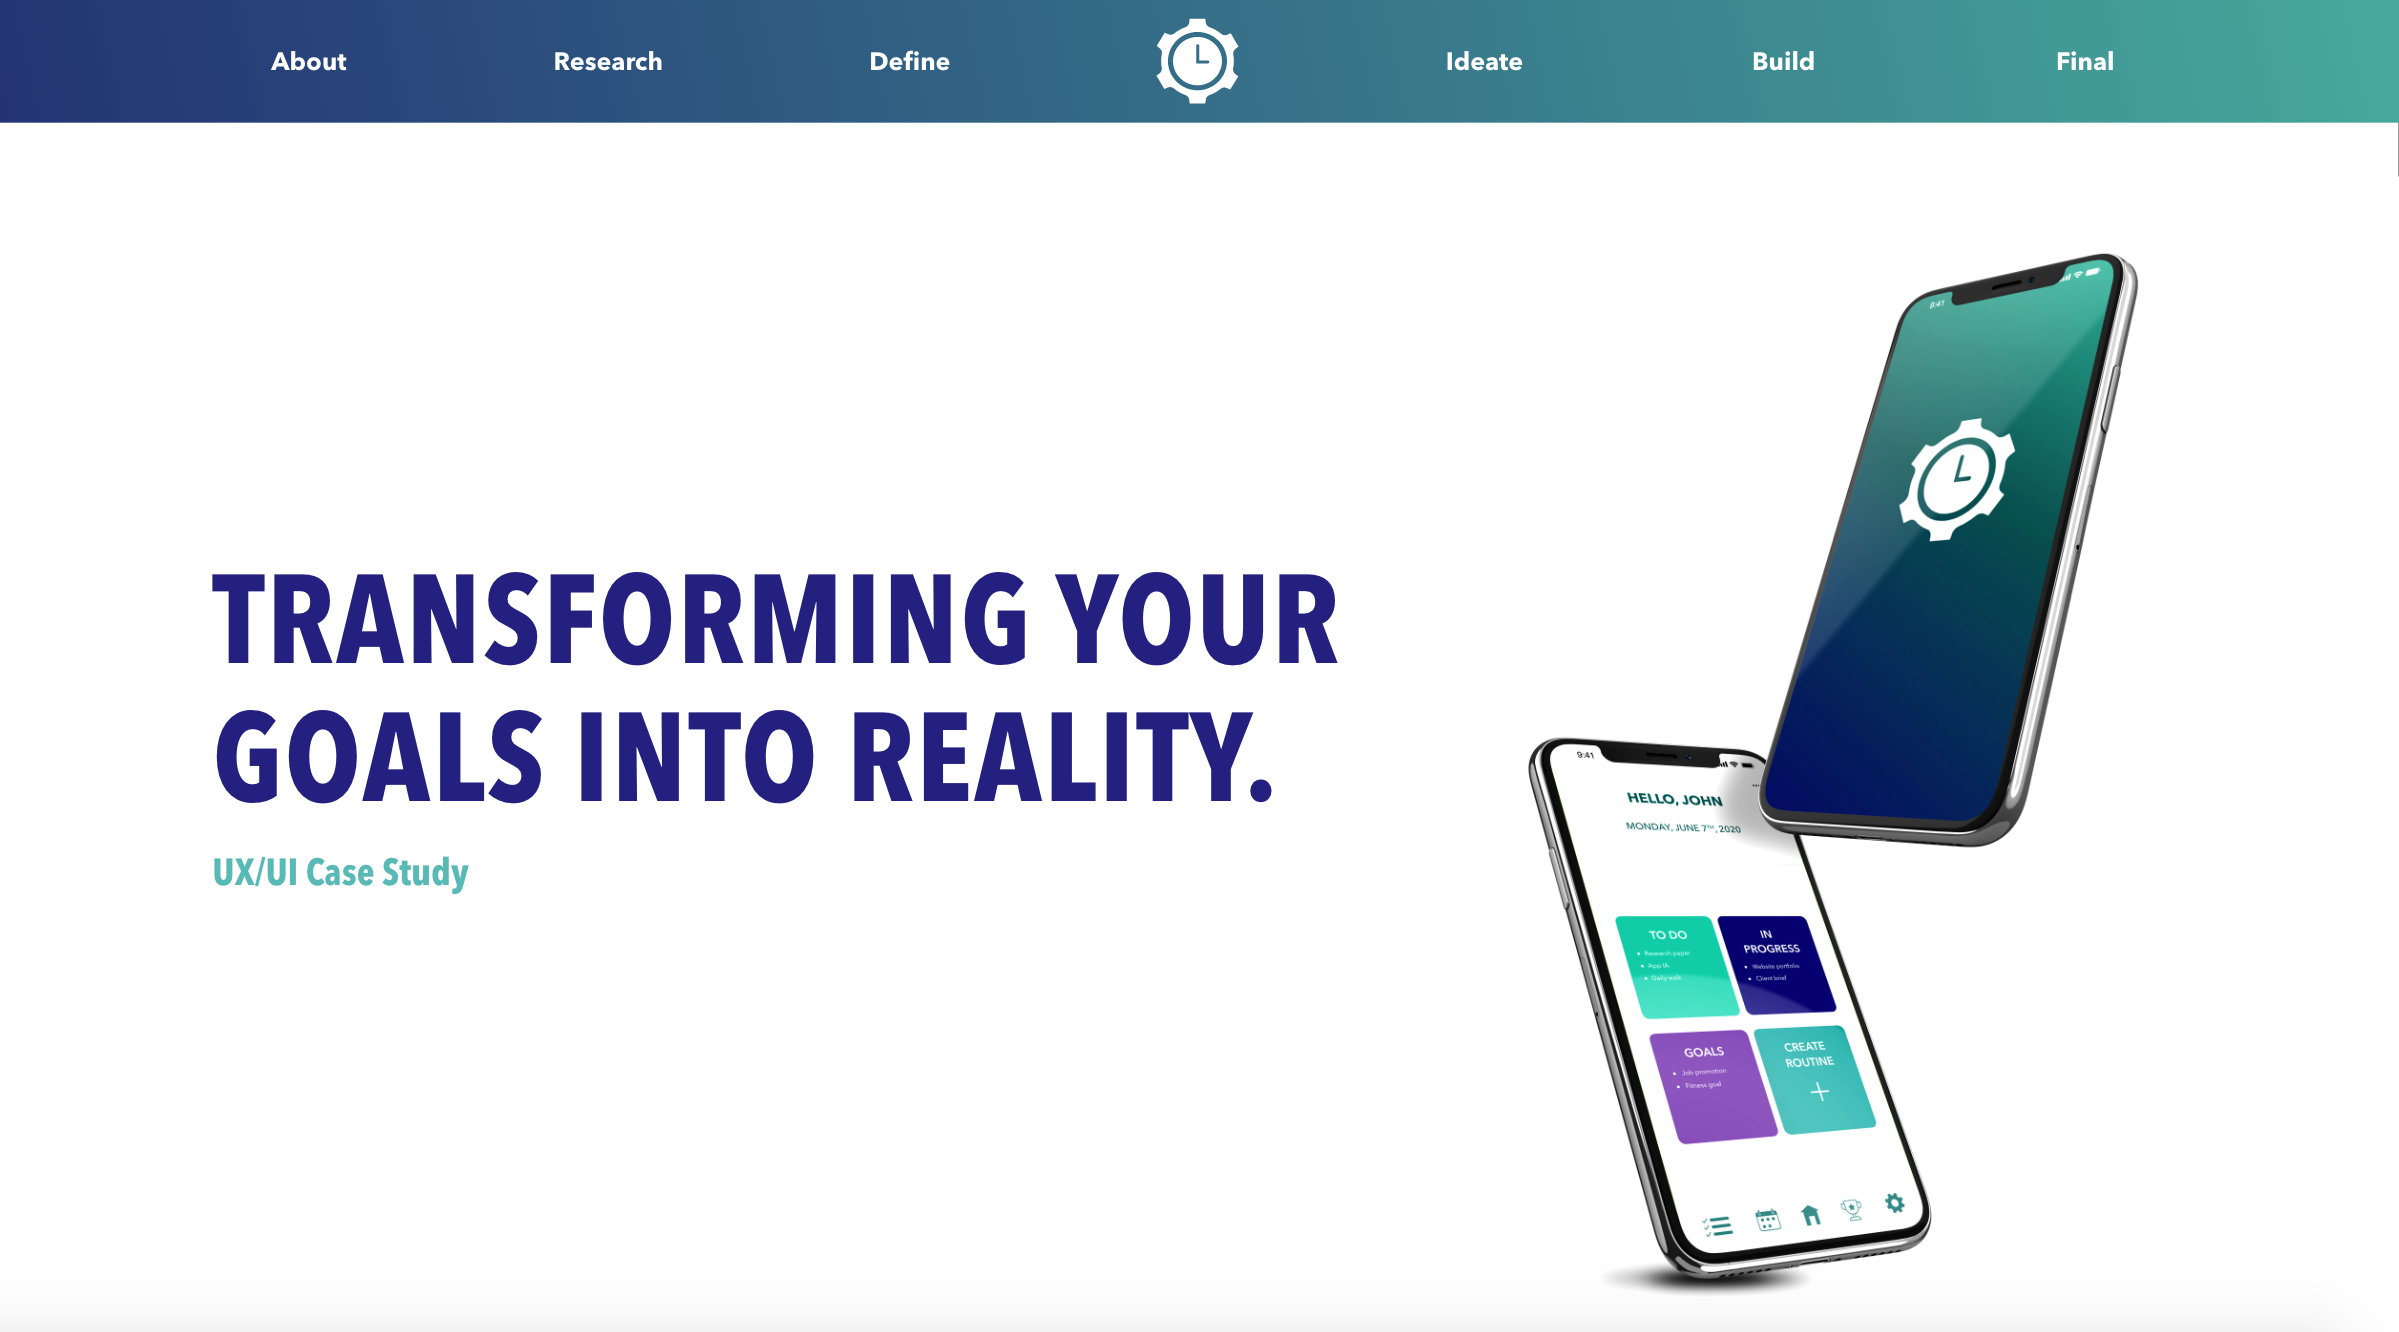 About
Research
Define
Ideate
Build
Final
TRANSFORMING YOUR
GOALS INTO REALITY.
UX/UI Case Study
9:41
9:41
HELLO, JOHN
MONDAY, JUNE 7TH, 2020
TO DO
• Research paper
• App IA
• Daily walk
IN
PROGRESS
• Website portfolio
• Client brief
GOALS
• Job promotion
• Fitness goal
CREATE
ROUTINE